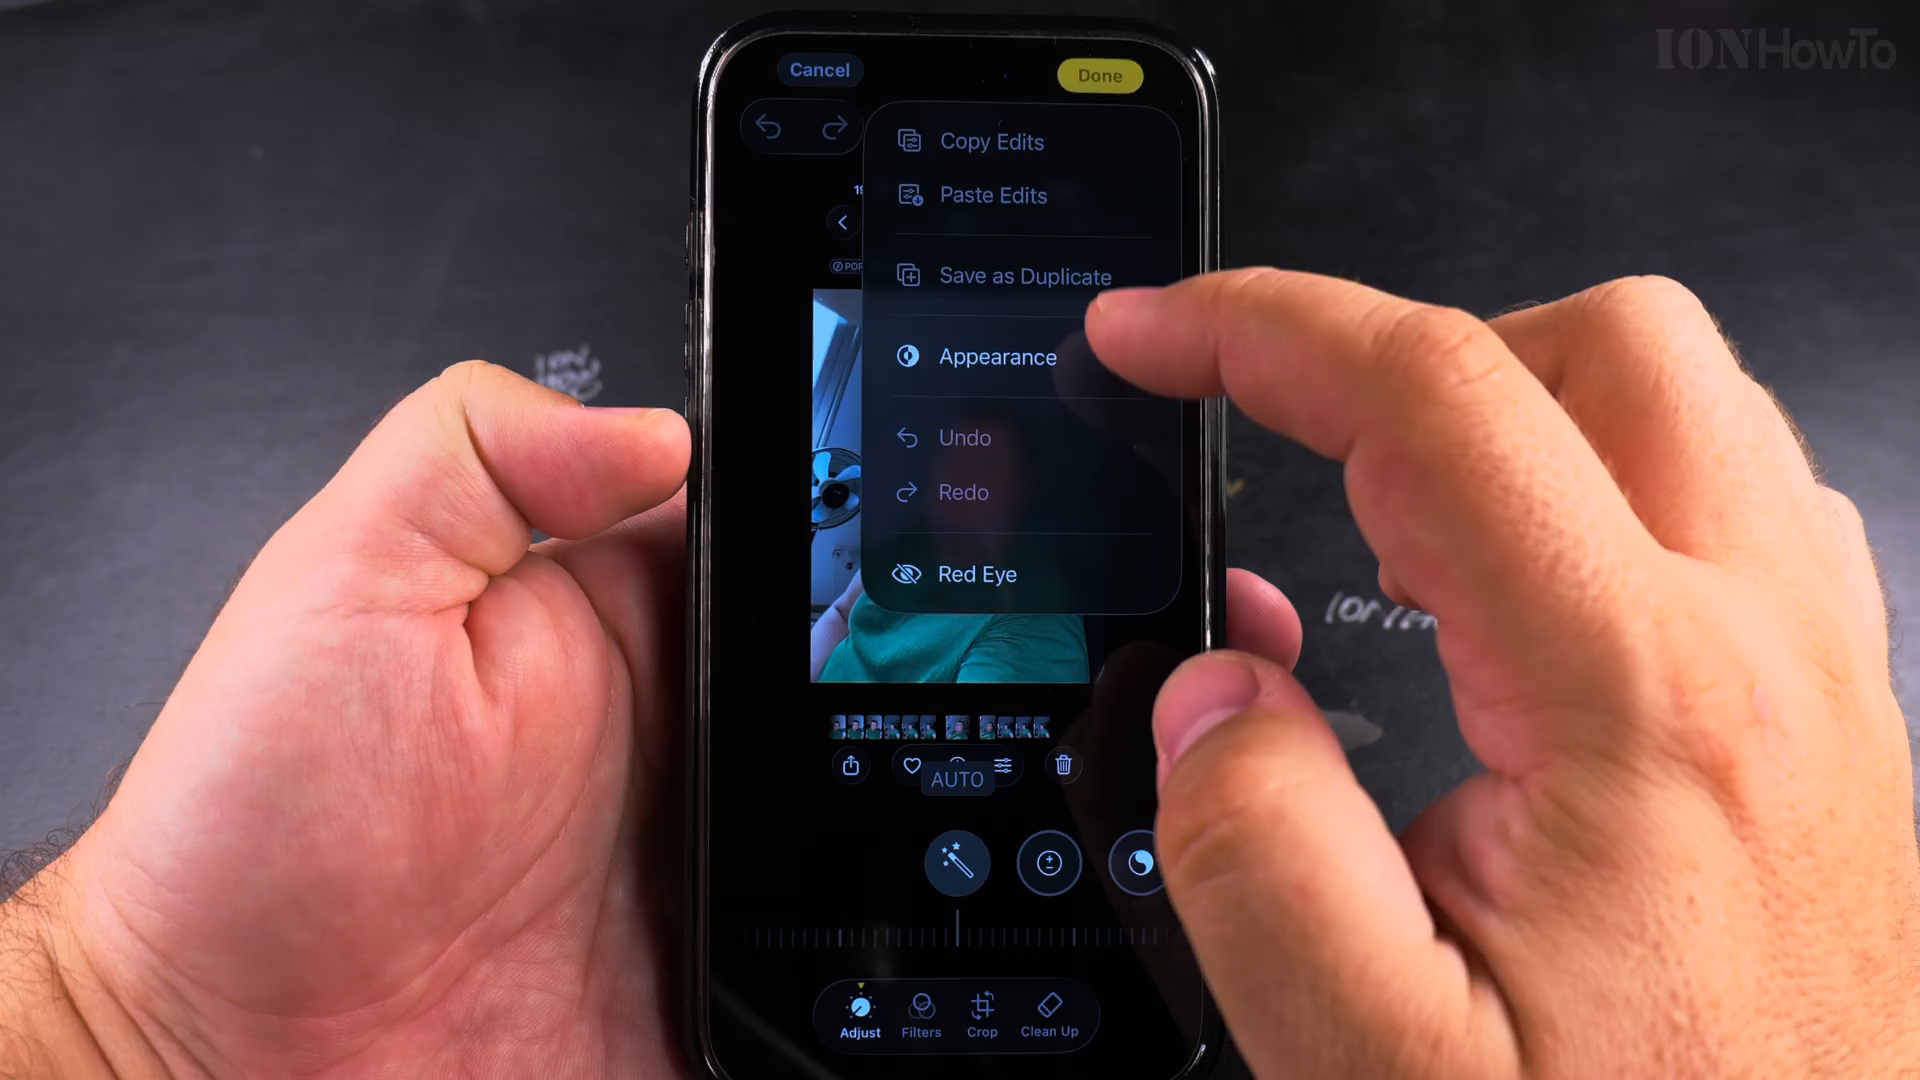 IONHowTo
Cancel
Done
Copy Edits
Paste Edits
Save as Duplicate
Appearance
Undo
Redo
Red Eye
AUTO
Adjust
Filters
Crop
Clean Up